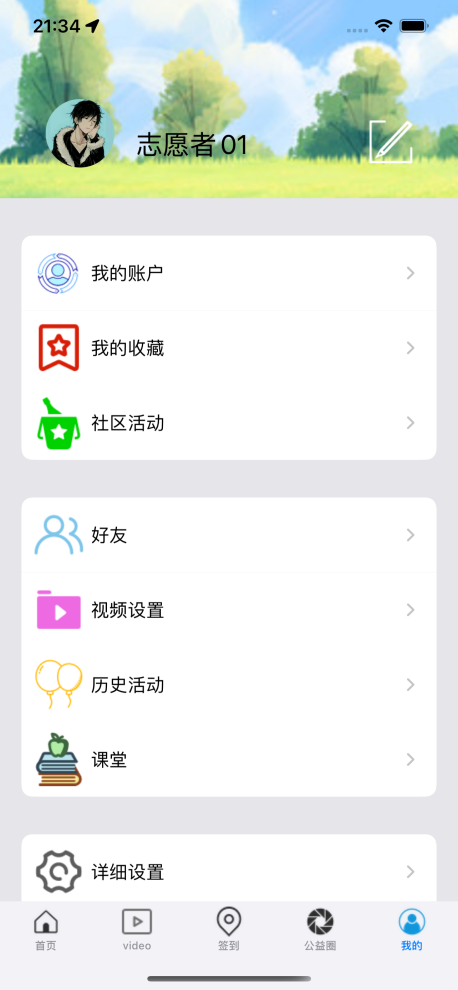 21:34
志愿者 01
我的账户
我的收藏
社区活动
好友
视频设置
历史活动
课堂
详细设置
首页
video
签到
公益圈
我的